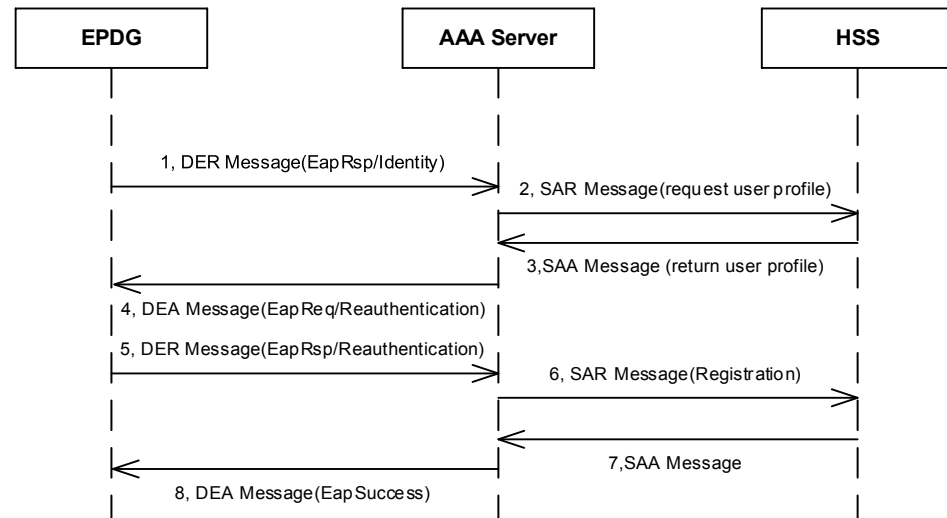 EPDG
AAA Server
HSS
1, DER Message(EapRsp/Identity)
2, SAR Message(request user profile)
3,SAA Message (return user profile)
4, DEA Message(EapReq/Reauthentication)
5, DER Message(EapRsp/Reauthentication)
6, SAR Message(Registration)
7,SAA Message
8, DEA Message(EapSuccess)